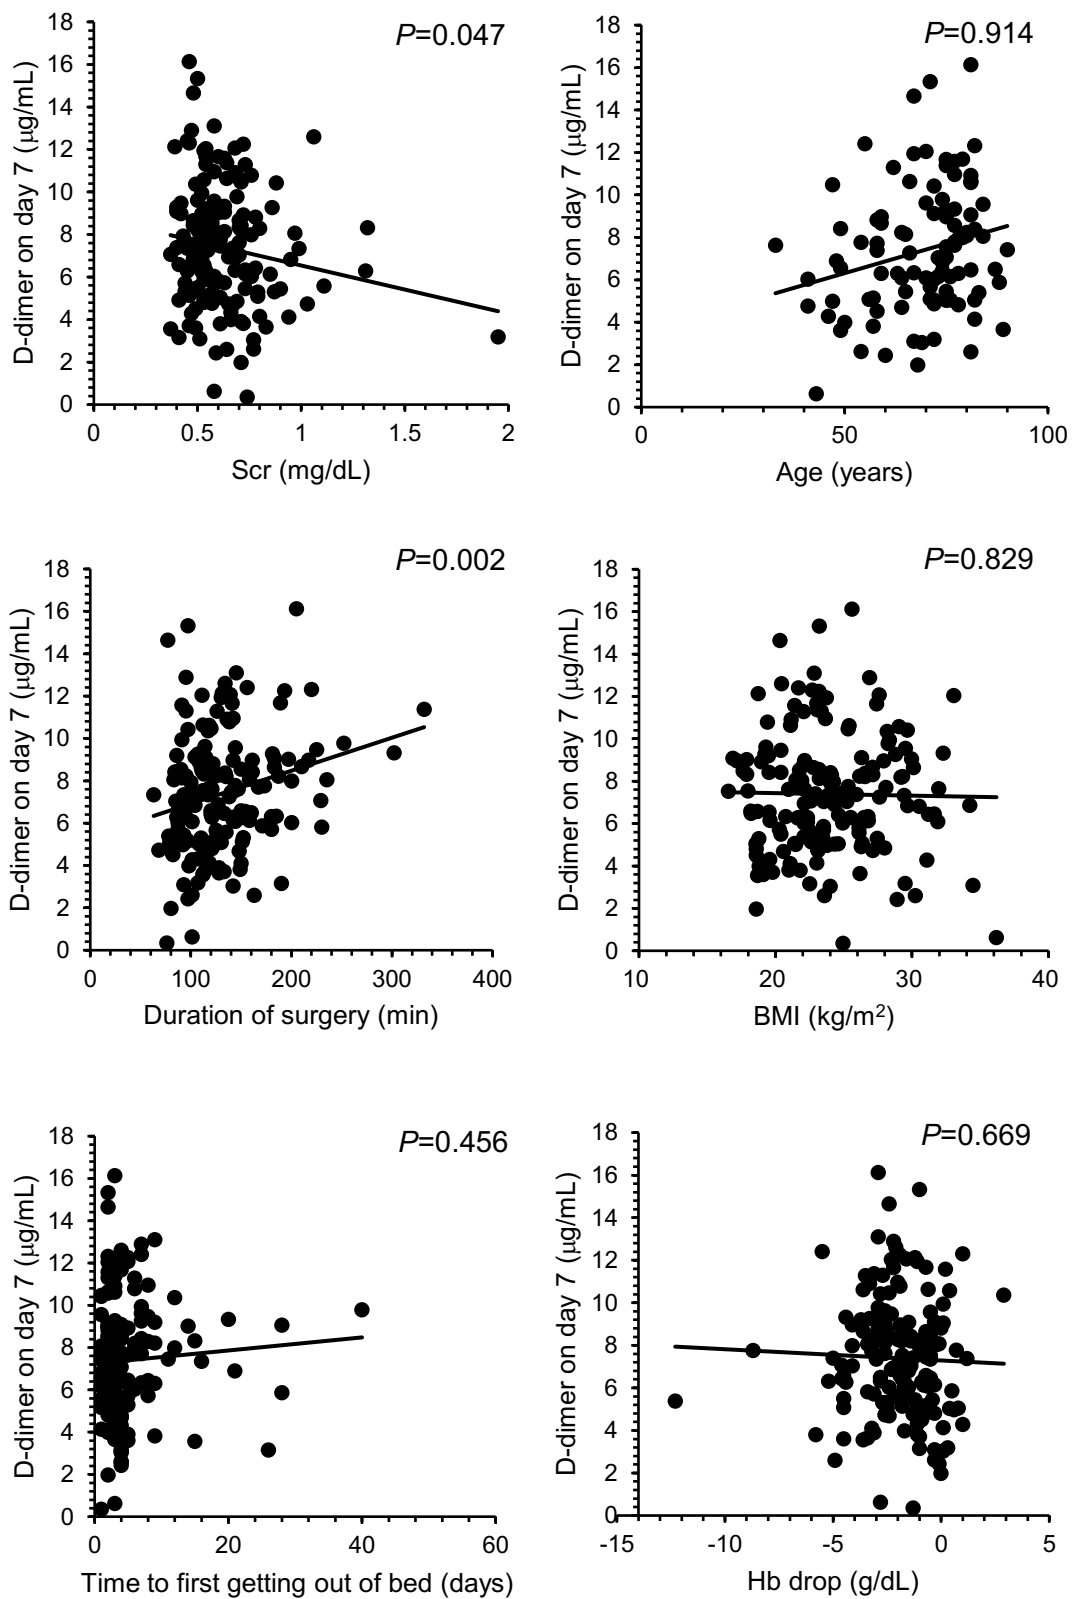 P=0.047
D-dimer on day 7 (μg/mL)
18
16
14
12
10
8
6
4
2
0
0 0.5 1 1.5 2
Scr (mg/dL)
P=0.914
D-dimer on day 7 (μg/mL)
18
16
14
12
10
8
6
4
2
0
0 50 100
Age (years)
P=0.002
D-dimer on day 7 (μg/mL)
18
16
14
12
10
8
6
4
2
0
0 100 200 300 400
Duration of surgery (min)
P=0.829
D-dimer on day 7 (μg/mL)
18
16
14
12
10
8
6
4
2
0
10 20 30 40
BMI (kg/m²)
P=0.456
D-dimer on day 7 (μg/mL)
18
16
14
12
10
8
6
4
2
0
0 20 40 60
Time to first getting out of bed (days)
P=0.669
D-dimer on day 7 (μg/mL)
18
16
14
12
10
8
6
4
2
0
-15 -10 -5 0 5
Hb drop (g/dL)